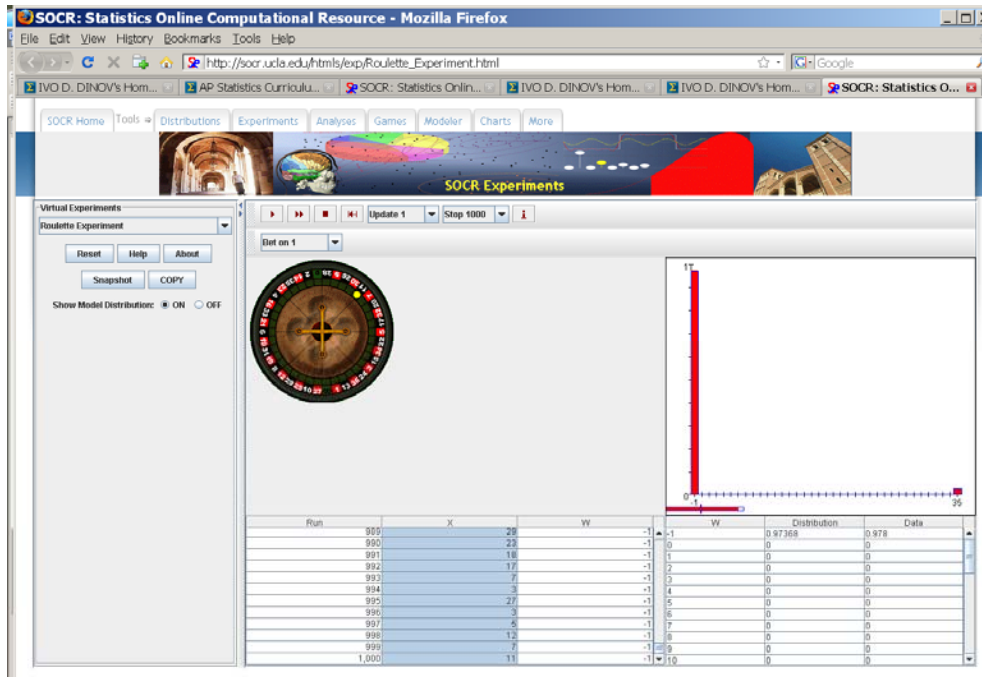 SOCR: Statistics Online Computational Resource - Mozilla Firefox
File Edit View History Bookmarks Tools Help
http://socr.ucla.edu/htmls/exp/Roulette_Experiment.html
Google
IVO D. DINOV's Hom... AP Statistics Curriculu... SOCR: Statistics Onlin... IVO D. DINOV's Hom... IVO D. DINOV's Hom... SOCR: Statistics O...
SOCR Home Tools Distributions Experiments Analyses Games Modeler Charts More
SOCR Experiments
Virtual Experiments
Roulette Experiment
Reset Help About
Snapshot COPY
Show Model Distribution: ON OFF
Update 1 Stop 1000 i
Bet on 1
1
0
-1 35
Run X W
989 29 -1
990 23 -1
991 18 -1
992 17 -1
993 7 -1
994 3 -1
995 27 -1
996 3 -1
997 5 -1
998 12 -1
999 7 -1
1,000 11 -1
W Distribution Data
-1 0.97368 0.978
0 0 0
1 0 0
2 0 0
3 0 0
4 0 0
5 0 0
6 0 0
7 0 0
8 0 0
9 0 0
10 0 0